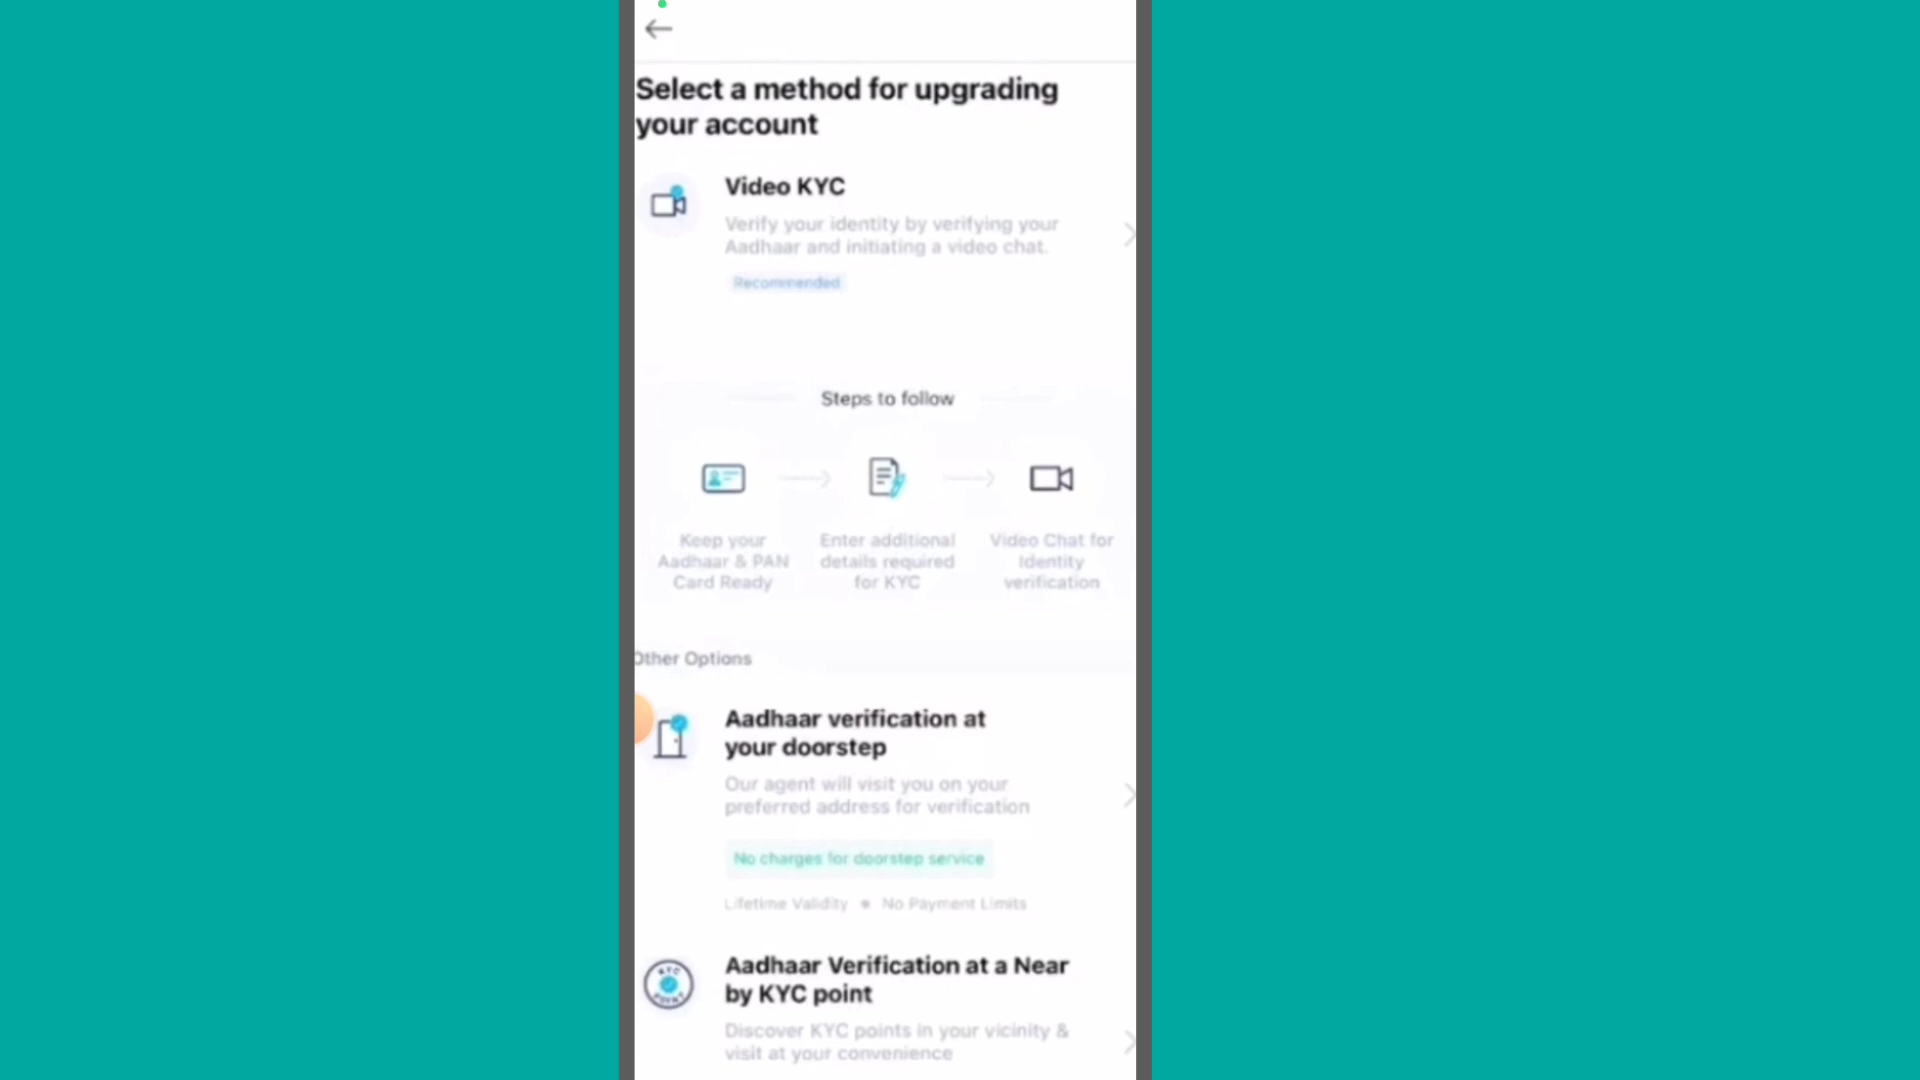 Select a method for upgrading
your account
Video KYC
Verify your identity by verifying your
Aadhaar and initiating a video chat.
Recommended
Steps to follow
Keep your
Aadhaar & PAN
Card Ready
Enter additional
details required
for KYC
Video Chat for
Identity
verification
Other Options
Aadhaar verification at
your doorstep
Our agent will visit you on your
preferred address for verification
No charges for doorstep service
Lifetime Validity • No Payment Limits
KYC
POINT
Aadhaar Verification at a Near
by KYC point
Discover KYC points in your vicinity &
visit at your convenience